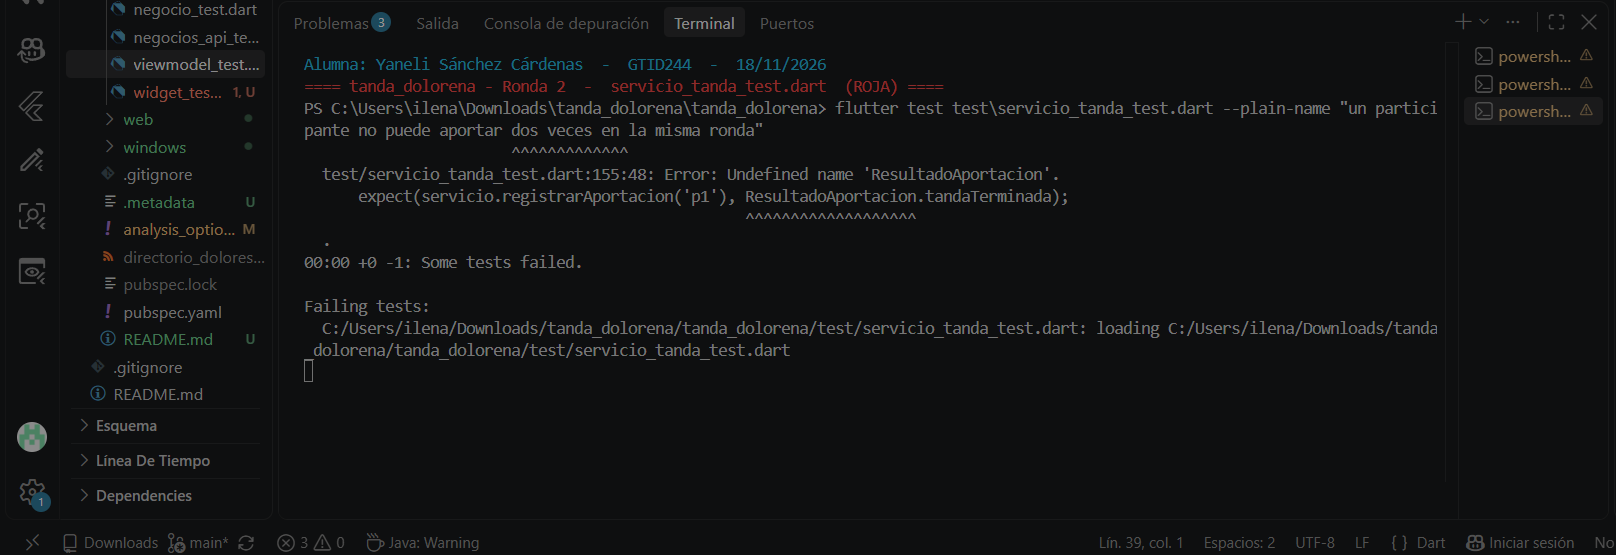 negocio_test.dart
negocios_api_te...
viewmodel_test....
widget_tes... 1, U
web
windows
.gitignore
.metadata U
analysis_optio... M
directorio_dolores...
pubspec.lock
pubspec.yaml
README.md U
.gitignore
README.md
Esquema
Línea De Tiempo
Dependencies
1
Problemas 3 Salida Consola de depuración Terminal Puertos
Alumna: Yaneli Sánchez Cárdenas - GTID244 - 18/11/2026
==== tanda_dolorena - Ronda 2 - servicio_tanda_test.dart (ROJA) ====
PS C:\Users\ilena\Downloads\tanda_dolorena\tanda_dolorena> flutter test test\servicio_tanda_test.dart --plain-name "un partici
pante no puede aportar dos veces en la misma ronda"
^^^^^^^^^^^^^
test/servicio_tanda_test.dart:155:48: Error: Undefined name 'ResultadoAportacion'.
expect(servicio.registrarAportacion('p1'), ResultadoAportacion.tandaTerminada);
^^^^^^^^^^^^^^^^^^^
.
00:00 +0 -1: Some tests failed.
Failing tests:
C:/Users/ilena/Downloads/tanda_dolorena/tanda_dolorena/test/servicio_tanda_test.dart: loading C:/Users/ilena/Downloads/tanda
_dolorena/tanda_dolorena/test/servicio_tanda_test.dart
powersh...
powersh...
powersh...
Downloads main* 3 0 Java: Warning Lín. 39, col. 1 Espacios: 2 UTF-8 LF { } Dart Iniciar sesión No